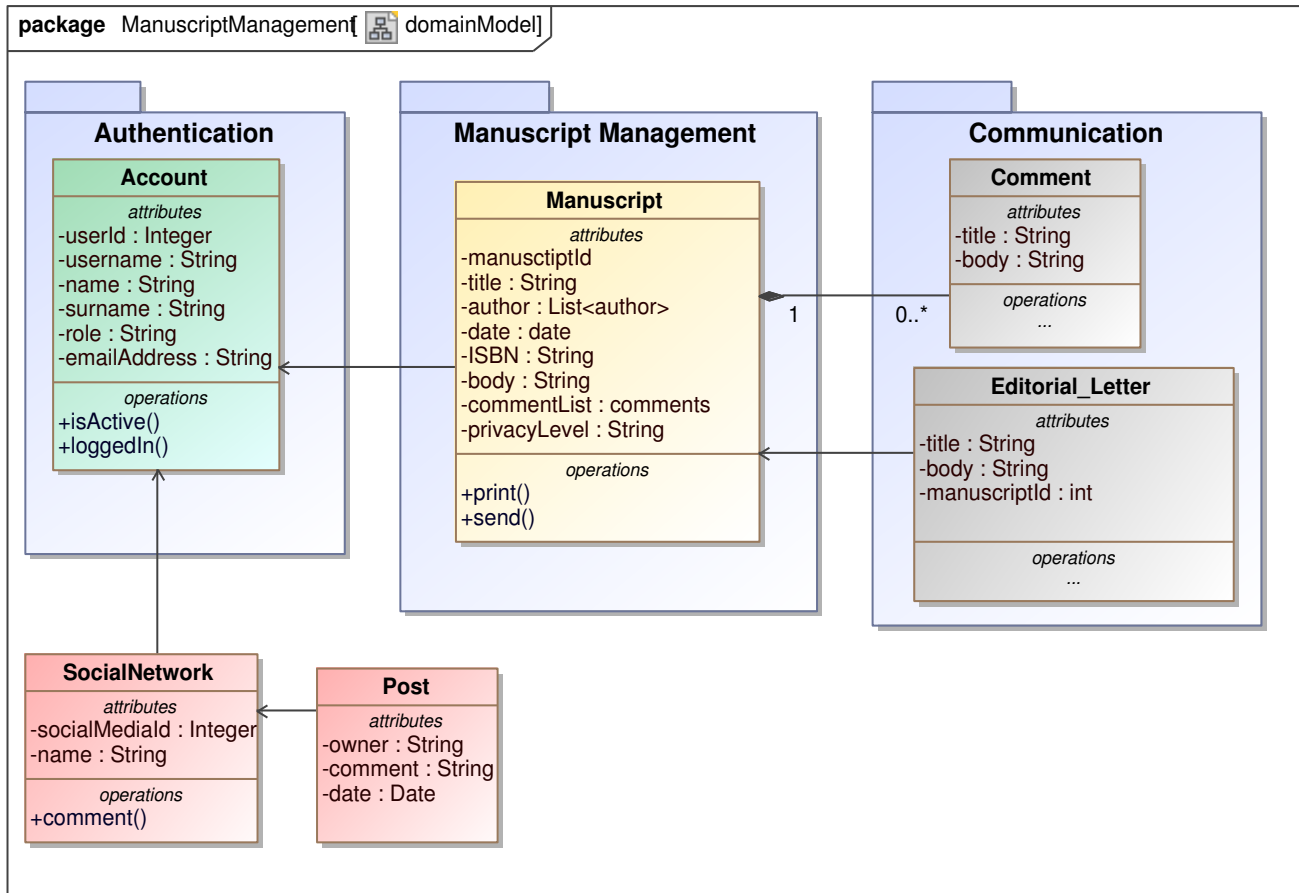 package ManuscriptManagement[ domainModel]
Authentication
Account
attributes
-userId : Integer
-username : String
-name : String
-surname : String
-role : String
-emailAddress : String
operations
+isActive()
+loggedIn()
Manuscript Management
Manuscript
attributes
-manusctiptId
-title : String
-author : List<author>
-date : date
-ISBN : String
-body : String
-commentList : comments
-privacyLevel : String
operations
+print()
+send()
1
0..*
Communication
Comment
attributes
-title : String
-body : String
operations
...
Editorial_Letter
attributes
-title : String
-body : String
-manuscriptId : int
operations
...
SocialNetwork
attributes
-socialMediaId : Integer
-name : String
operations
+comment()
Post
attributes
-owner : String
-comment : String
-date : Date